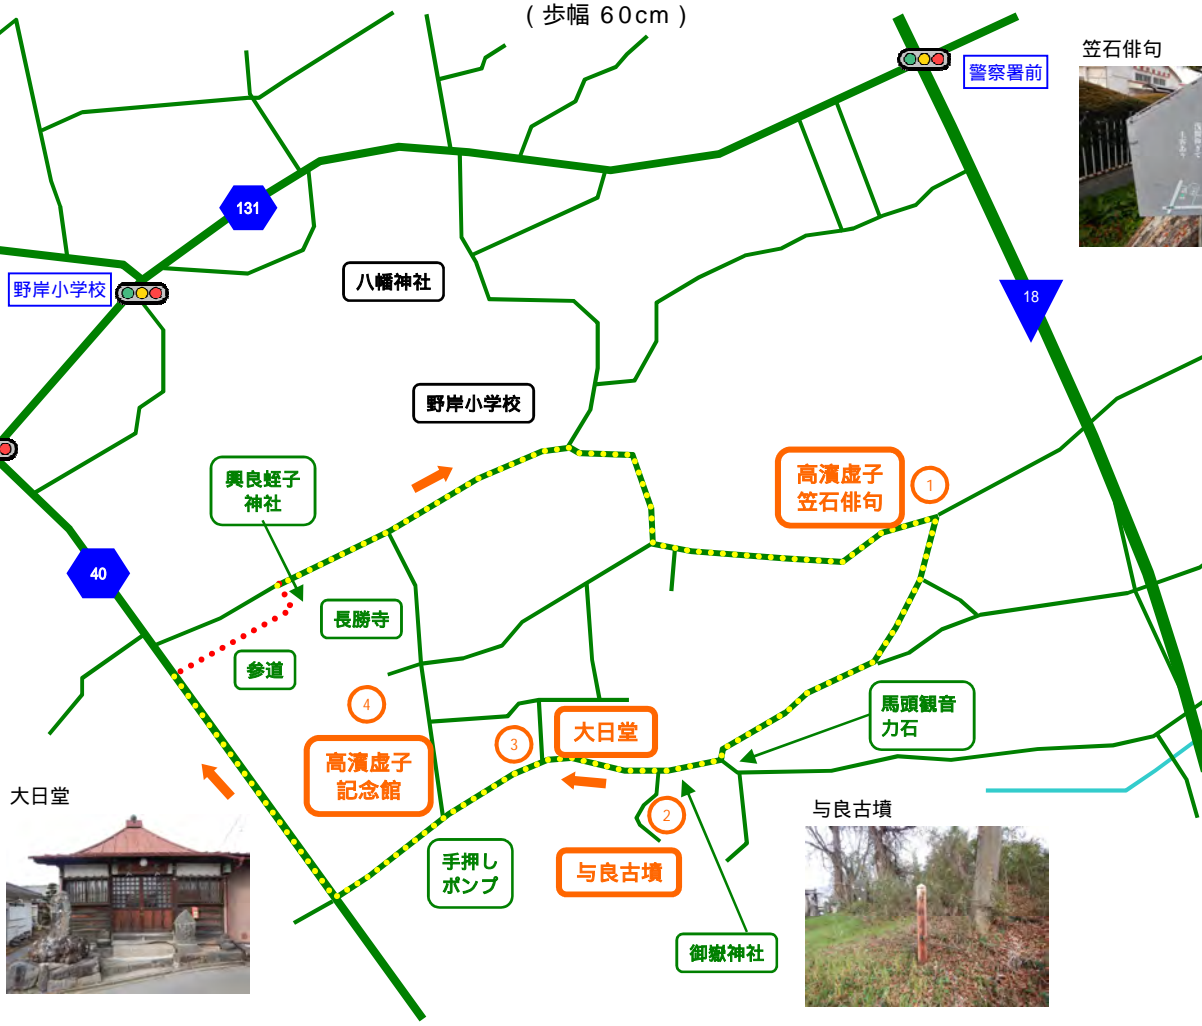 (歩幅 60cm)
笠石俳句
警察署前
131
野岸小学校
八幡神社
18
野岸小学校
興良蛭子
神社
高濱虚子
笠石俳句
1
40
長勝寺
参道
4
馬頭観音
力石
大日堂
3
高濱虚子
記念館
大日堂
2
与良古墳
手押し
ポンプ
与良古墳
御嶽神社